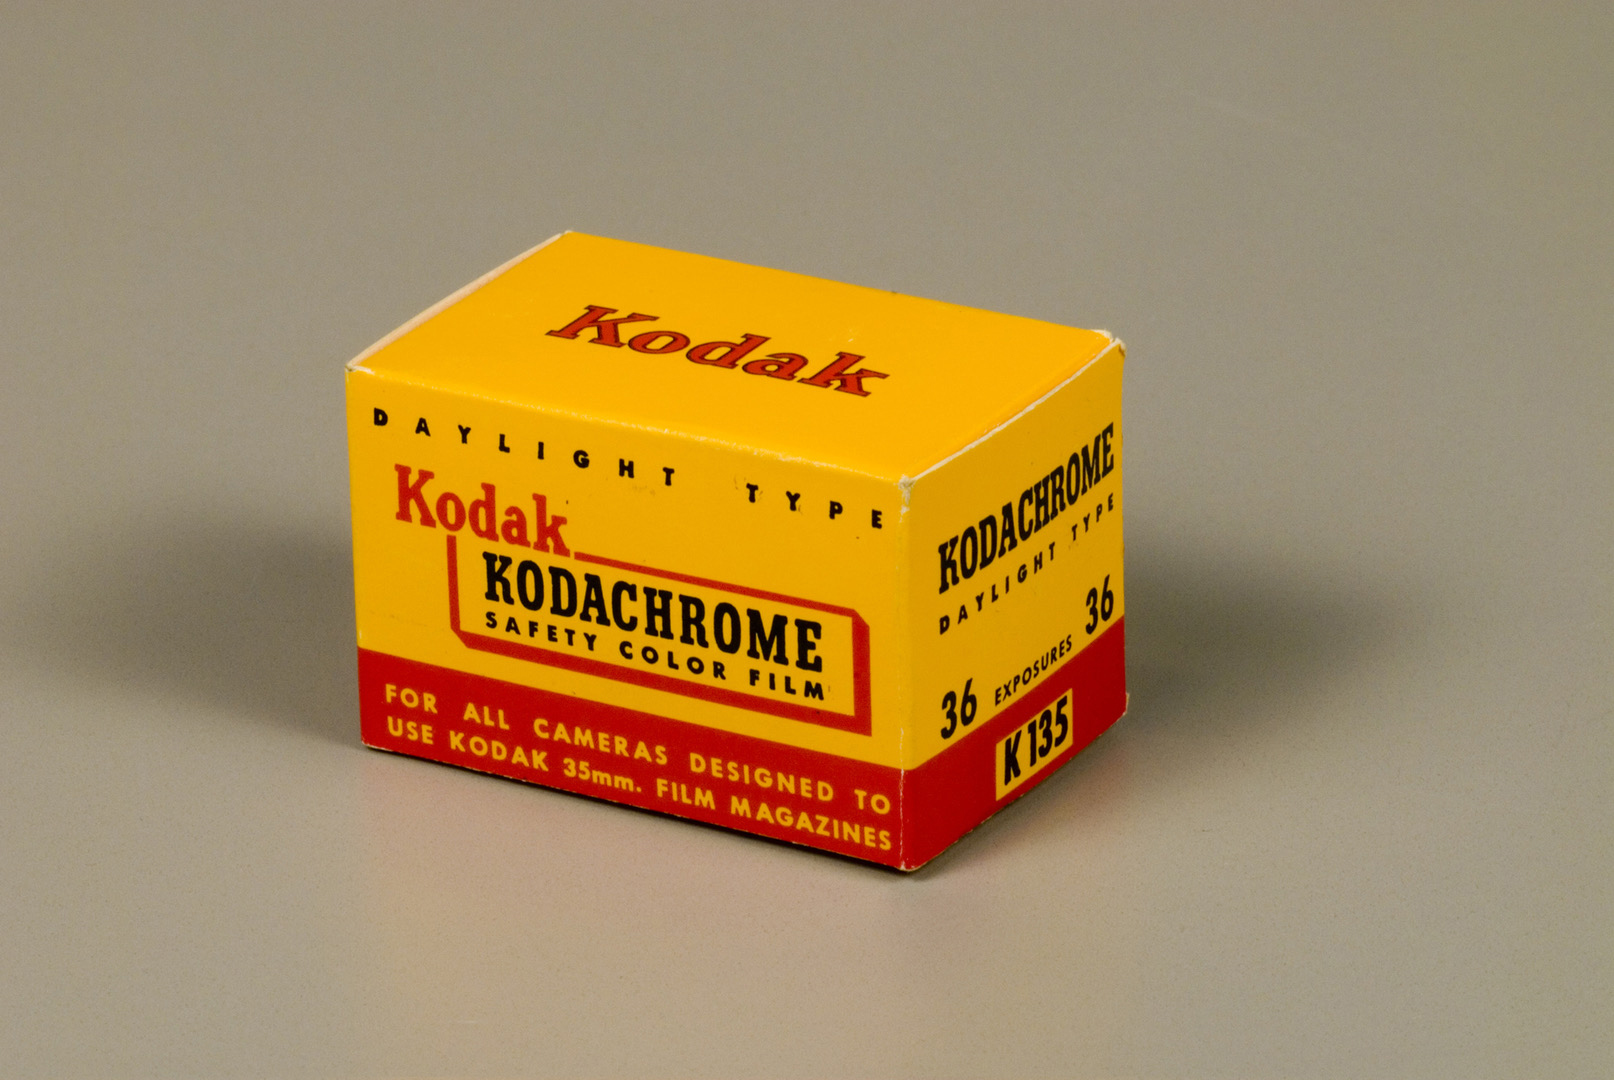 Kodak
DAYLIGHT TYPE
Kodak
KODACHROME
SAFETY COLOR FILM
FOR ALL CAMERAS DESIGNED TO
USE KODAK 35mm. FILM MAGAZINES
KODACHROME
DAYLIGHT TYPE
36 EXPOSURES 36
K 135